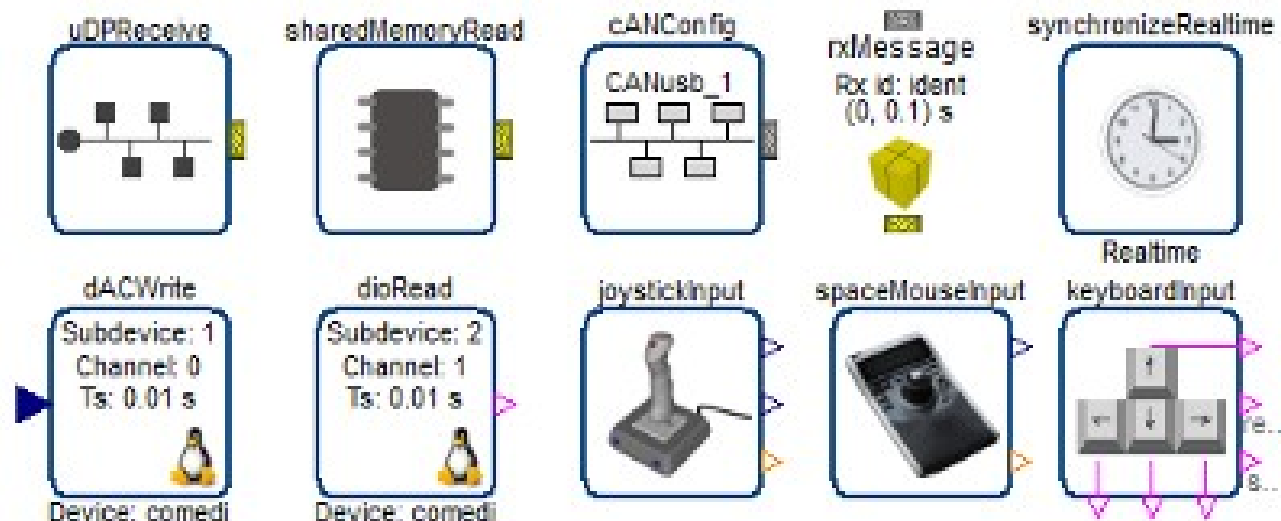 uDPReceive
sharedMemoryRead
cANConfig
CANusb_1
rxMessage
Rx id: ident
(0, 0.1) s
synchronizeRealtime
Realtime
dACWrite
Subdevice: 1
Channel: 0
Ts: 0.01 s
Device: comedi
dioRead
Subdevice: 2
Channel: 1
Ts: 0.01 s
Device: comedi
joystickInput
spaceMouseInput
keyboardInput
re...
s...